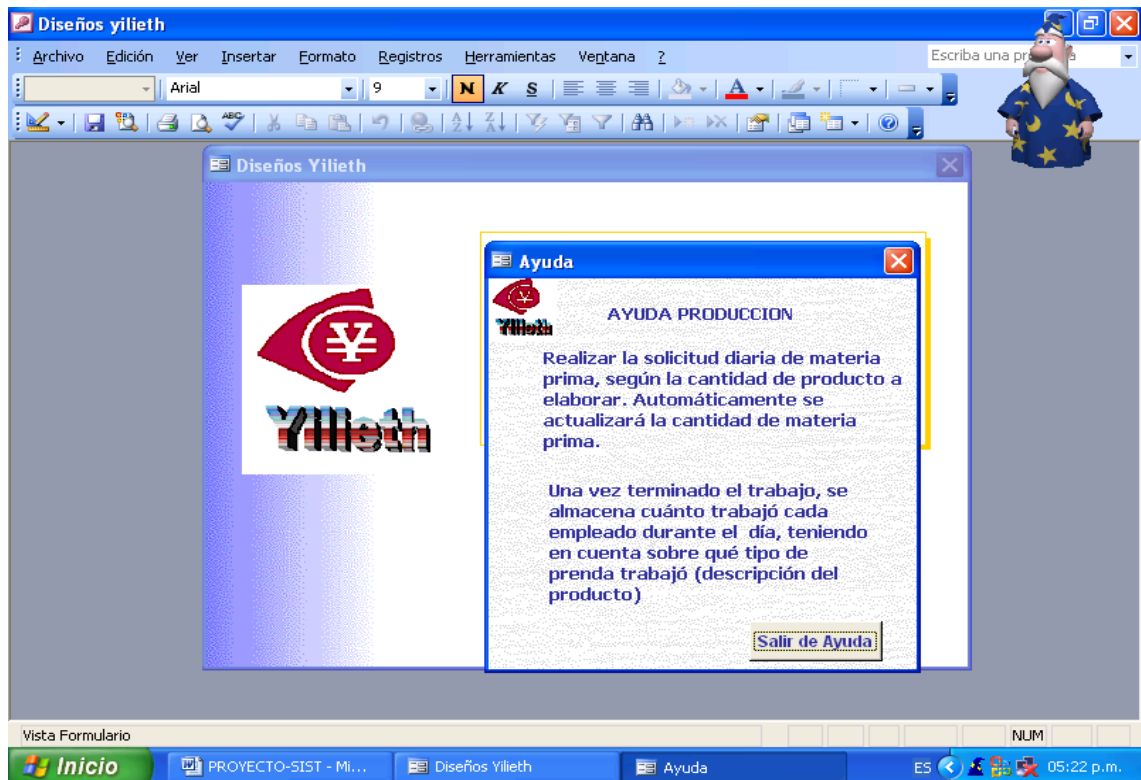 Diseños yilieth
Archivo Edición Ver Insertar Formato Registros Herramientas Ventana ?
Escriba una pre
Arial 9 N K S A
ABC
Diseños Yilieth
Ayuda
Yilieth
AYUDA PRODUCCION
Realizar la solicitud diaria de materia
prima, según la cantidad de producto a
elaborar. Automáticamente se
actualizará la cantidad de materia
prima.
Yilieth
Una vez terminado el trabajo, se
almacena cuánto trabajó cada
empleado durante el día, teniendo
en cuenta sobre qué tipo de
prenda trabajó (descripción del
producto)
Salir de Ayuda
Vista Formulario
NUM
Inicio PROYECTO-SIST - Mi... Diseños Yilieth Ayuda ES 05:22 p.m.